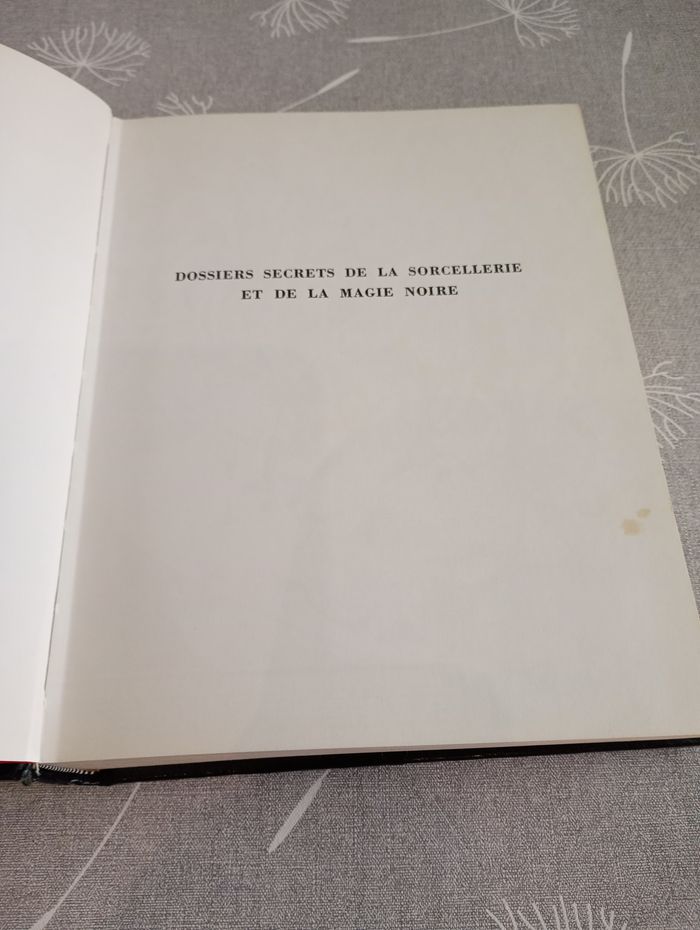 DOSSIERS SECRETS DE LA SORCELLERIE
ET DE LA MAGIE NOIRE